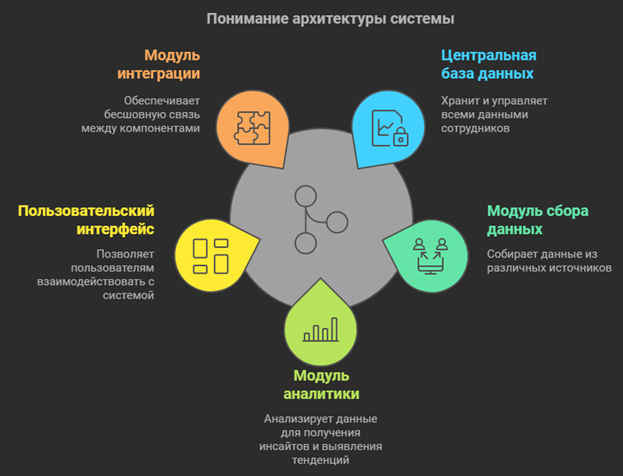 Понимание архитектуры системы
Модуль
интеграции
Обеспечивает
бесшовную связь
между компонентами
Центральная
база данных
Хранит и управляет
всеми данными
сотрудников
Пользовательский
интерфейс
Позволяет
пользователям
взаимодействовать с
системой
Модуль сбора
данных
Собирает данные из
различных источников
Модуль
аналитики
Анализирует данные
для получения
инсайтов и выявления
тенденций